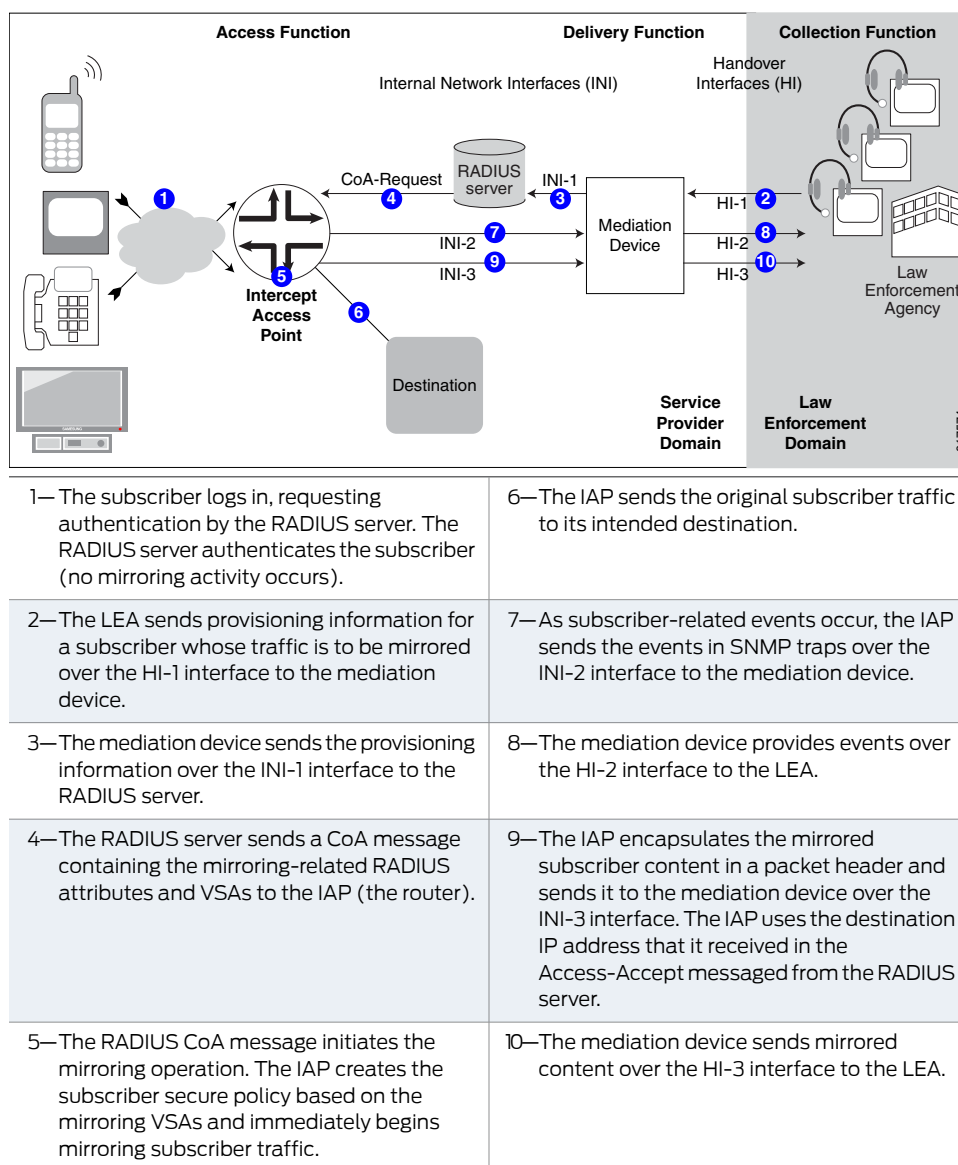 Access Function
Delivery Function
Collection Function
Internal Network Interfaces (INI)
Handover
Interfaces (HI)
CoA-Request
4
RADIUS
server
INI-1
3
1
Mediation
Device
HI-1
2
INI-2
7
HI-2
8
INI-3
9
HI-3
10
5
Intercept
Access
Point
6
Destination
Law
Enforcement
Agency
Service
Provider
Domain
Law
Enforcement
Domain
SAMSUNG
1—The subscriber logs in, requesting
authentication by the RADIUS server. The
RADIUS server authenticates the subscriber
(no mirroring activity occurs).
6—The IAP sends the original subscriber traffic
to its intended destination.
2—The LEA sends provisioning information for
a subscriber whose traffic is to be mirrored
over the HI-1 interface to the mediation
device.
7—As subscriber-related events occur, the IAP
sends the events in SNMP traps over the
INI-2 interface to the mediation device.
3—The mediation device sends the provisioning
information over the INI-1 interface to the
RADIUS server.
8—The mediation device provides events over
the HI-2 interface to the LEA.
4—The RADIUS server sends a CoA message
containing the mirroring-related RADIUS
attributes and VSAs to the IAP (the router).
9—The IAP encapsulates the mirrored
subscriber content in a packet header and
sends it to the mediation device over the
INI-3 interface. The IAP uses the destination
IP address that it received in the
Access-Accept messaged from the RADIUS
server.
5—The RADIUS CoA message initiates the
mirroring operation. The IAP creates the
subscriber secure policy based on the
mirroring VSAs and immediately begins
mirroring subscriber traffic.
10—The mediation device sends mirrored
content over the HI-3 interface to the LEA.